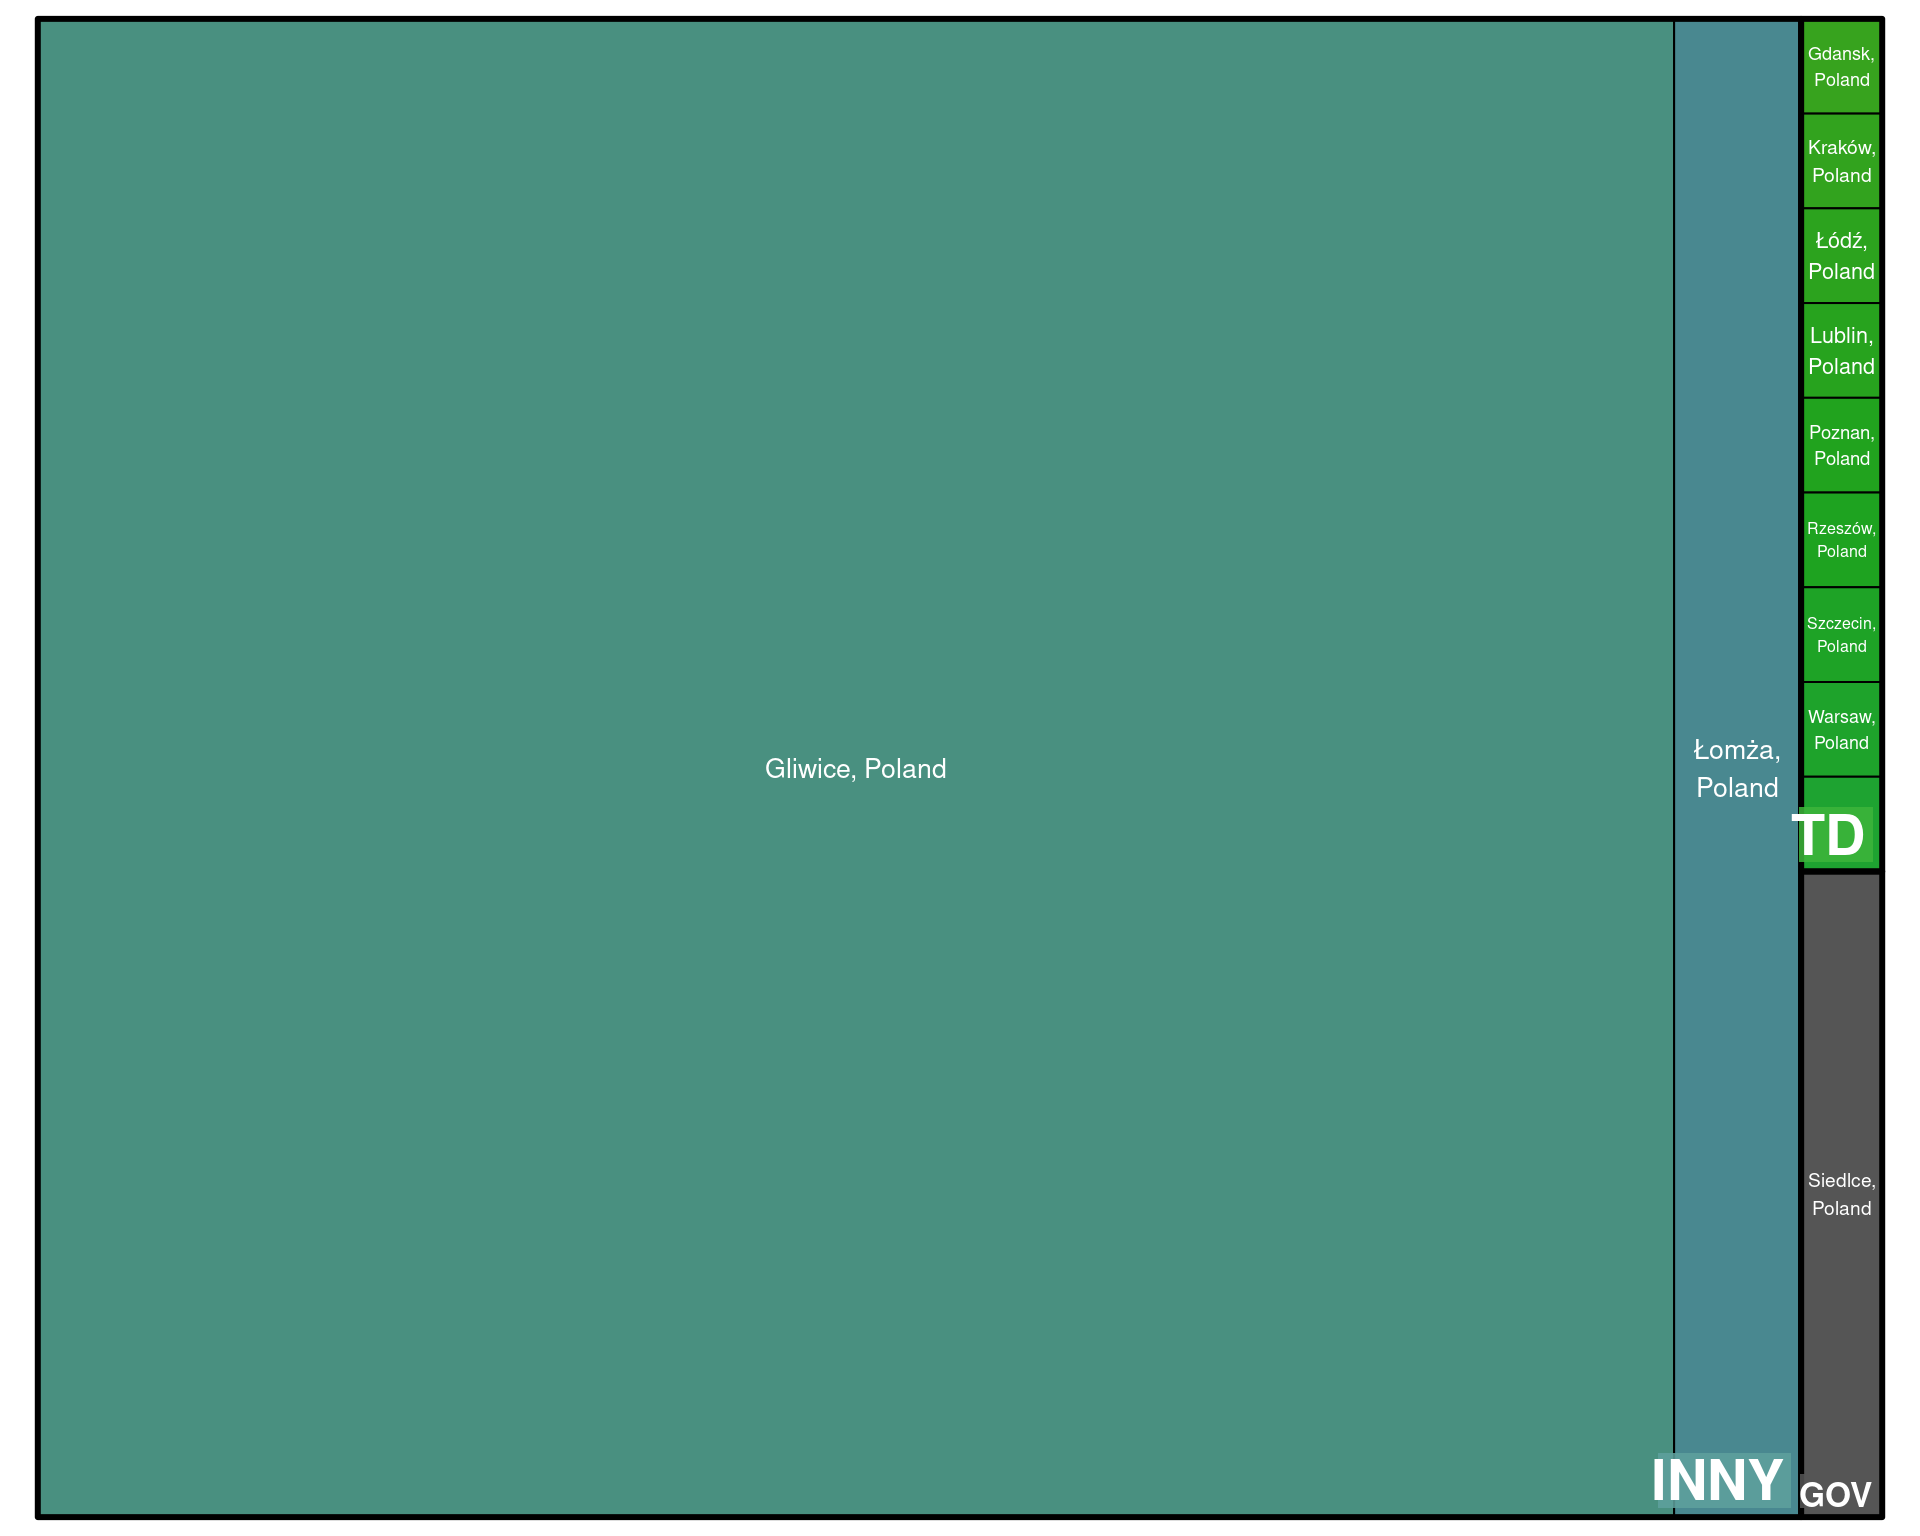 Gliwice, Poland
Łomża,
Poland
INNY
Gdansk,
Poland
Kraków,
Poland
Łódź,
Poland
Lublin,
Poland
Poznan,
Poland
Rzeszów,
Poland
Szczecin,
Poland
Warsaw,
Poland
TD
Siedlce,
Poland
GOV